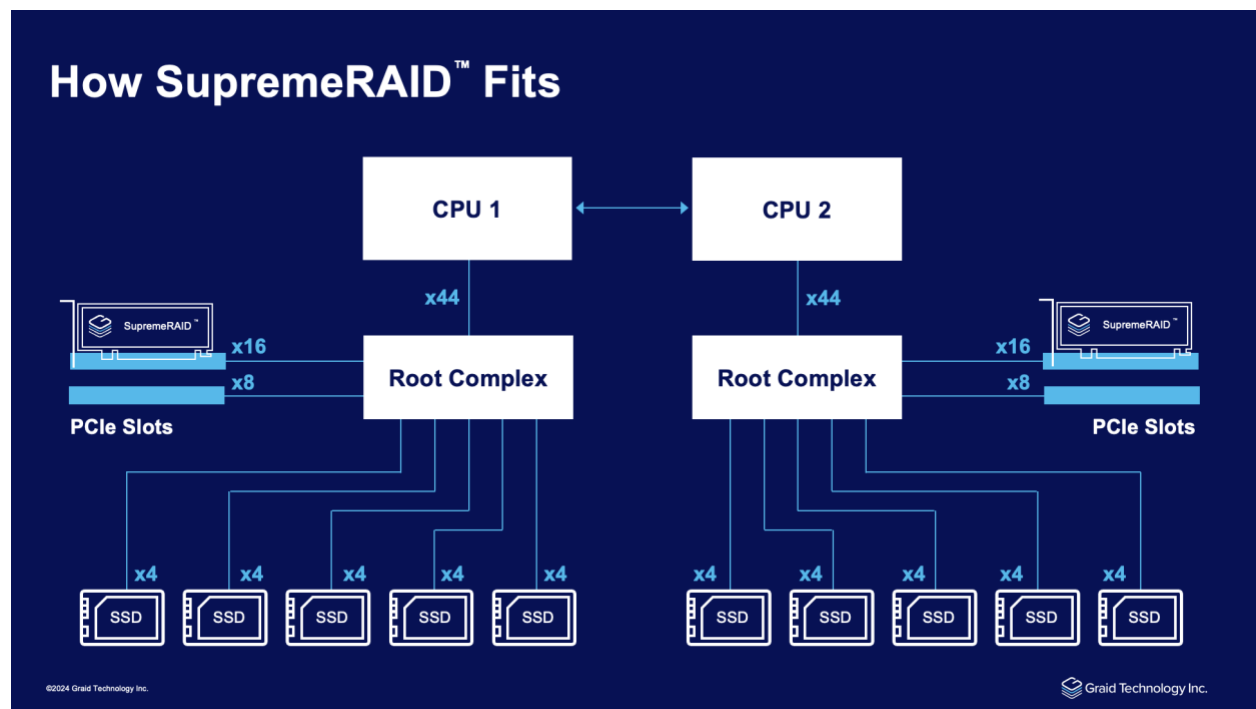 How SupremeRAID™ Fits
CPU 1
CPU 2
x44
x44
SupremeRAID™
SupremeRAID™
x16
x16
Root Complex
Root Complex
x8
x8
PCIe Slots
PCIe Slots
x4
x4
x4
x4
x4
x4
x4
x4
x4
x4
SSD
SSD
SSD
SSD
SSD
SSD
SSD
SSD
SSD
SSD
©2024 Graid Technology Inc.
Graid Technology Inc.